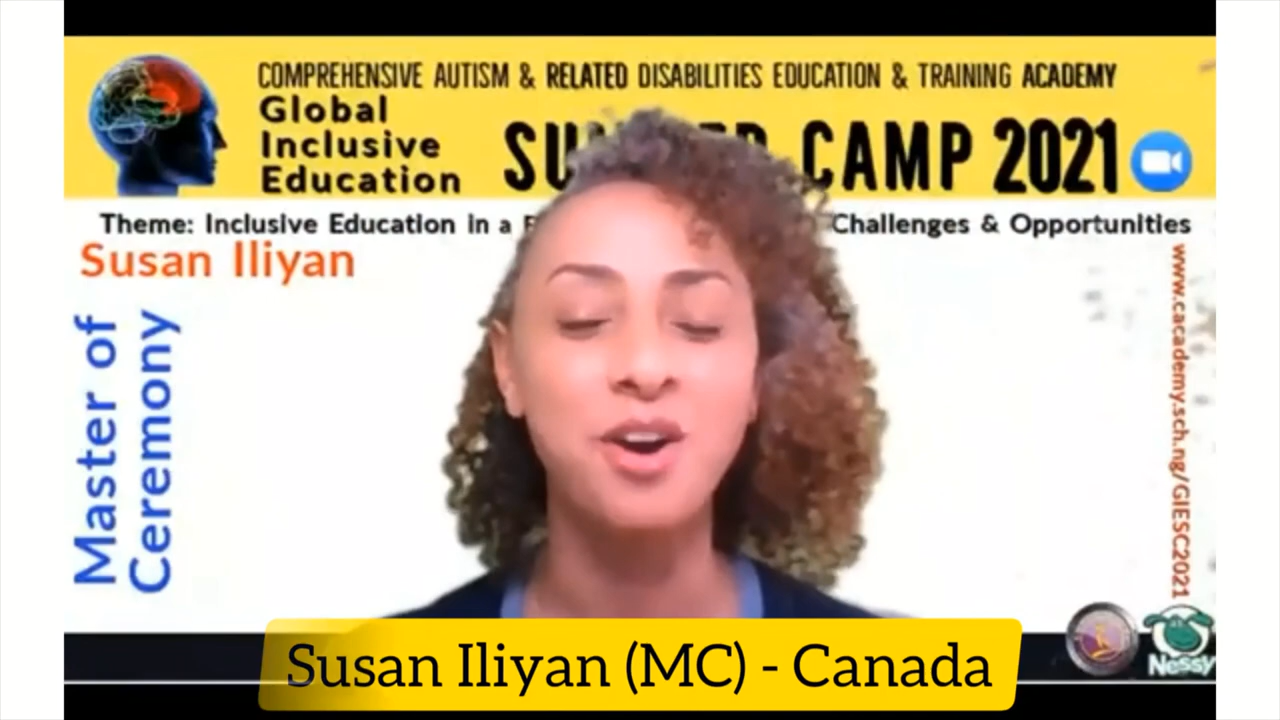 COMPREHENSIVE AUTISM & RELATED DISABILITIES EDUCATION & TRAINING ACADEMY
Global
Inclusive
Education
CAMP 2021
Theme: Inclusive Education in a
Challenges & Opportunities
Susan Iliyan
Master of
Ceremony
www.cacademy.sch.ng/GIESC2021
Nessy
Susan Iliyan (MC) - Canada